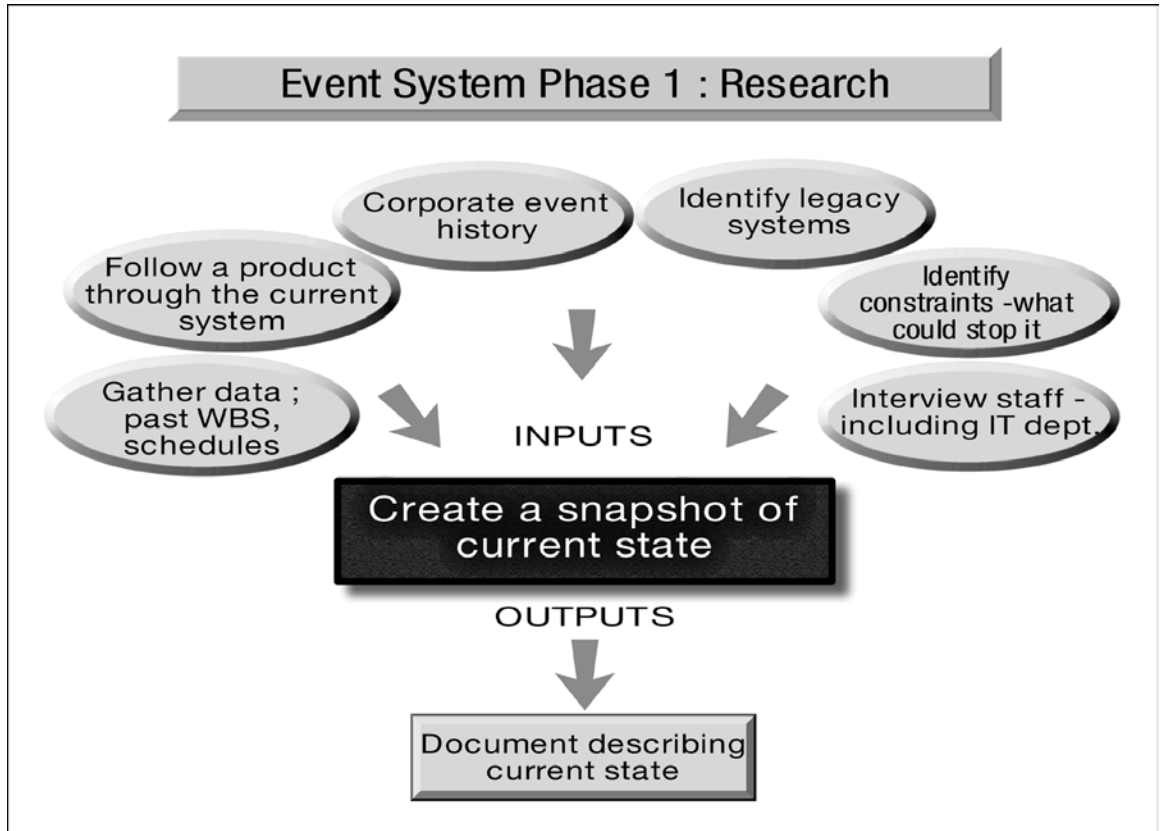 Event System Phase 1 : Research
Corporate event
history
Identify legacy
systems
Follow a product
through the current
system
Identify
constraints -what
could stop it
Gather data ;
past WBS,
schedules
Interview staff -
including IT dept.
INPUTS
Create a snapshot of
current state
OUTPUTS
Document describing
current state